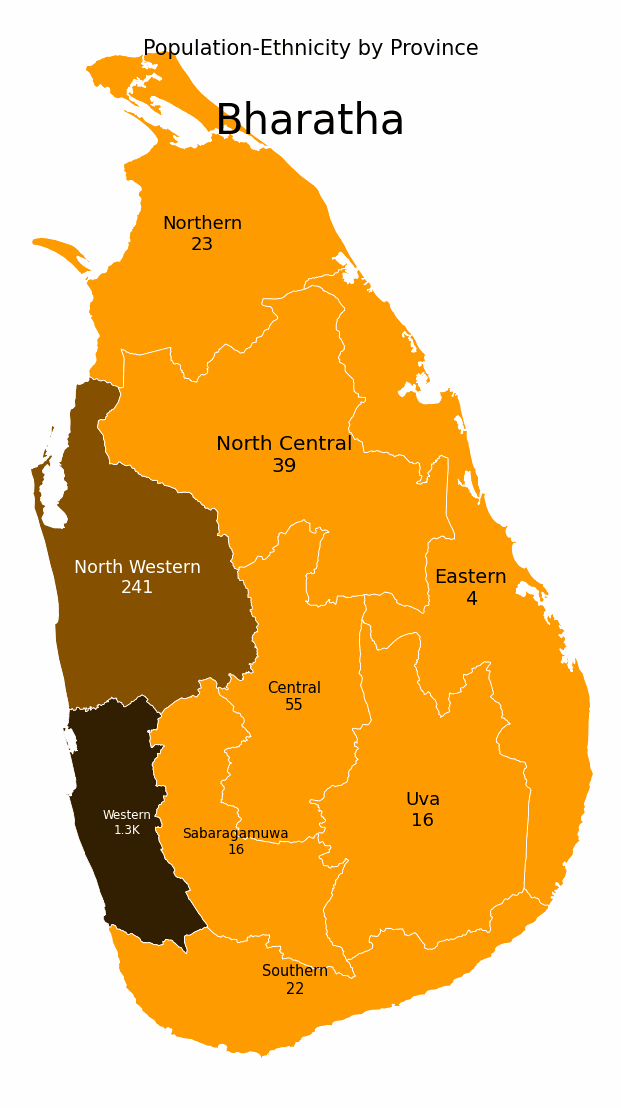 Population-Ethnicity by Province
Bharatha
Northern
23
North Central
39
North Western
241
Eastern
4
Central
55
Uva
16
Western
1.3K
Sabaragamuwa
16
Southern
22